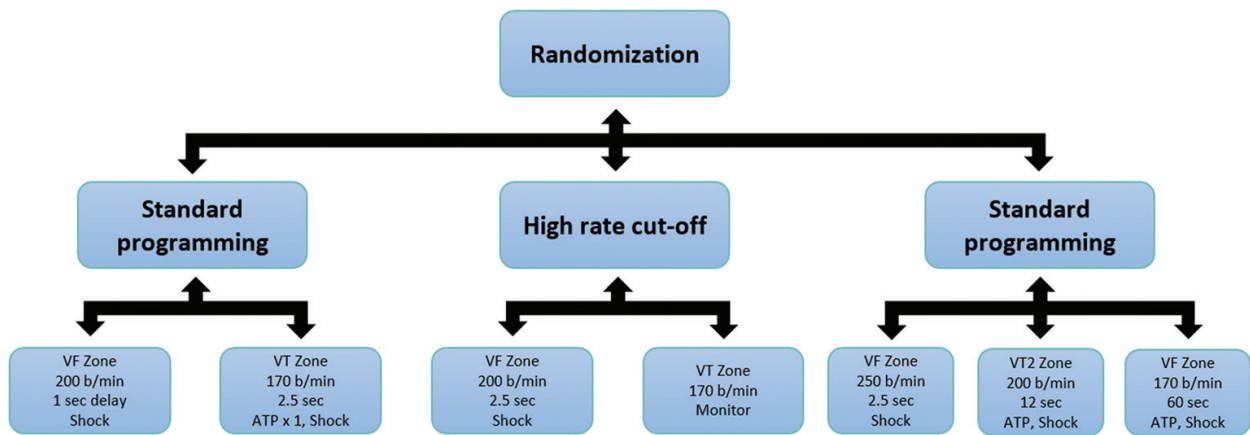 Randomization
Standard
programming
High rate cut-off
Standard
programming
VF Zone
200 b/min
1 sec delay
Shock
VT Zone
170 b/min
2.5 sec
ATP x 1, Shock
VF Zone
200 b/min
2.5 sec
Shock
VT Zone
170 b/min
Monitor
VF Zone
250 b/min
2.5 sec
Shock
VT2 Zone
200 b/min
12 sec
ATP, Shock
VF Zone
170 b/min
60 sec
ATP, Shock